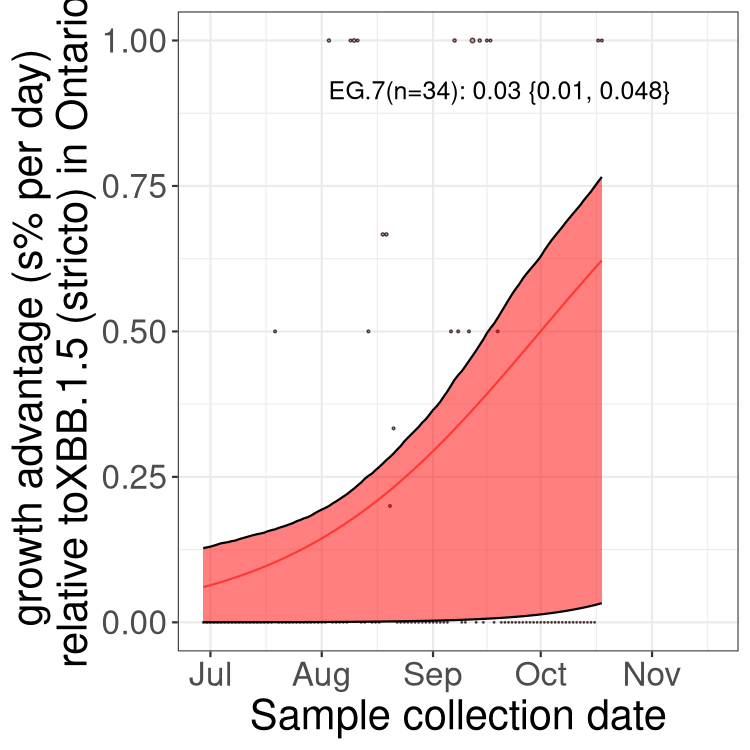 growth advantage (s% per day)
relative toXBB.1.5 (stricto) in Ontario
1.00
0.75
0.50
0.25
0.00
EG.7(n=34): 0.03 {0.01, 0.048}
Jul Aug Sep Oct Nov
Sample collection date